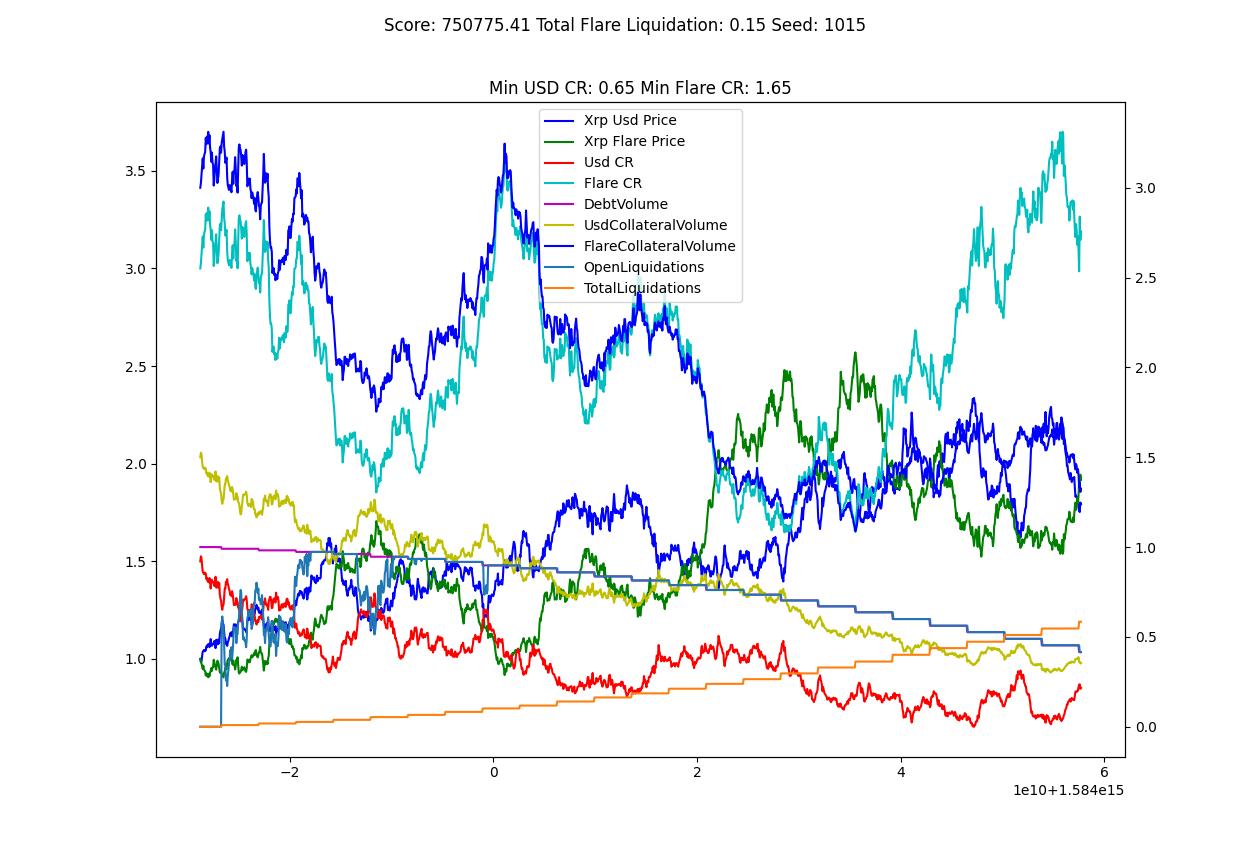 Score: 750775.41 Total Flare Liquidation: 0.15 Seed: 1015
Min USD CR: 0.65 Min Flare CR: 1.65
Xrp Usd Price
Xrp Flare Price
Usd CR
Flare CR
DebtVolume
UsdCollateralVolume
FlareCollateralVolume
OpenLiquidations
TotalLiquidations
3.5
3.0
2.5
2.0
1.5
1.0
3.0
2.5
2.0
1.5
1.0
0.5
0.0
−2 0 2 4 6
1e10+1.584e15